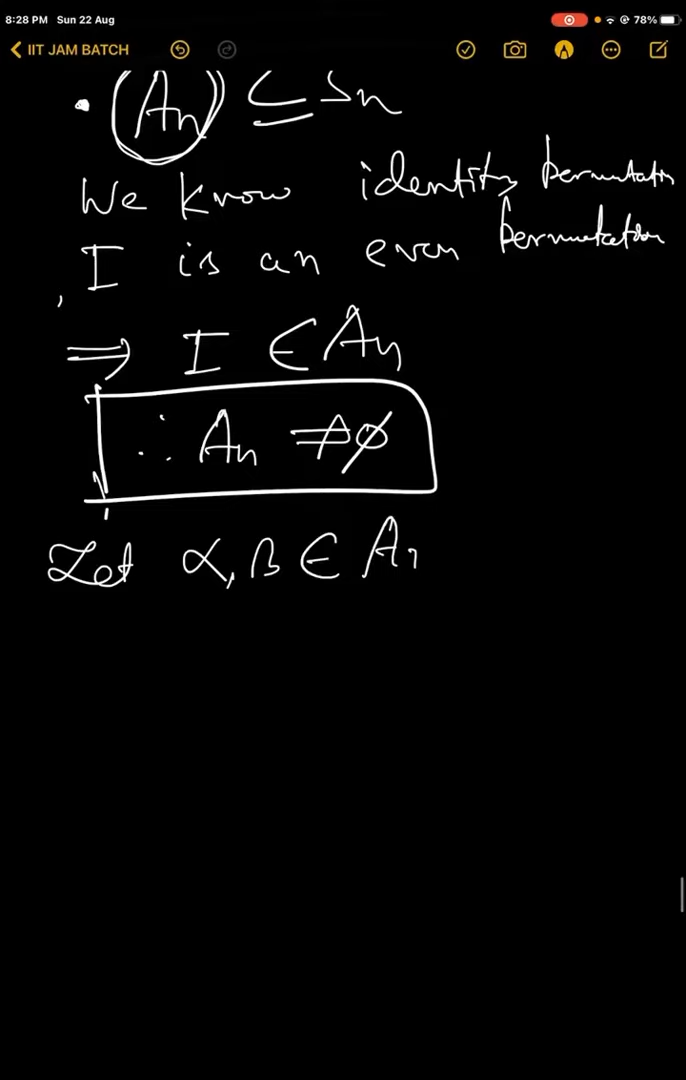 8:28 PM Sun 22 Aug 78%
IIT JAM BATCH
• An ⊆ Sn
We know identity permutatn
, I is an even permutation
⇒ I ∈ An
∴ An ≠ ∅
Let α, β ∈ An